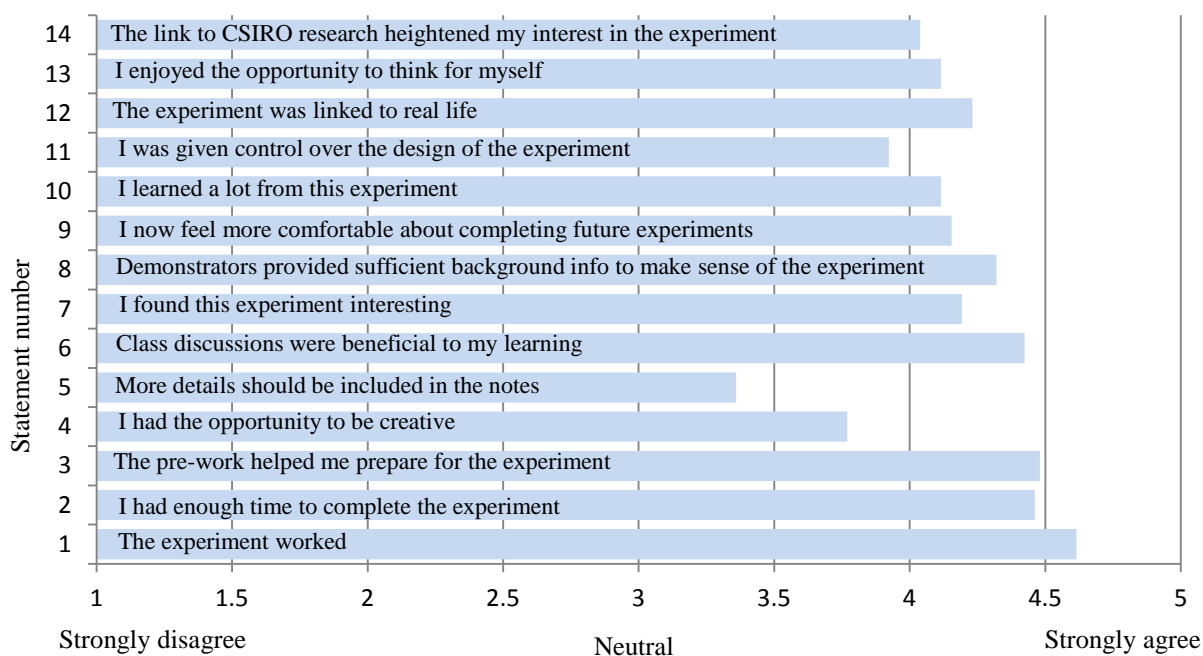 14 The link to CSIRO research heightened my interest in the experiment
13 I enjoyed the opportunity to think for myself
12 The experiment was linked to real life
11 I was given control over the design of the experiment
10 I learned a lot from this experiment
9 I now feel more comfortable about completing future experiments
8 Demonstrators provided sufficient background info to make sense of the experiment
7 I found this experiment interesting
6 Class discussions were beneficial to my learning
5 More details should be included in the notes
4 I had the opportunity to be creative
3 The pre-work helped me prepare for the experiment
2 I had enough time to complete the experiment
1 The experiment worked
Statement number
1 1.5 2 2.5 3 3.5 4 4.5 5
Strongly disagree Neutral Strongly agree